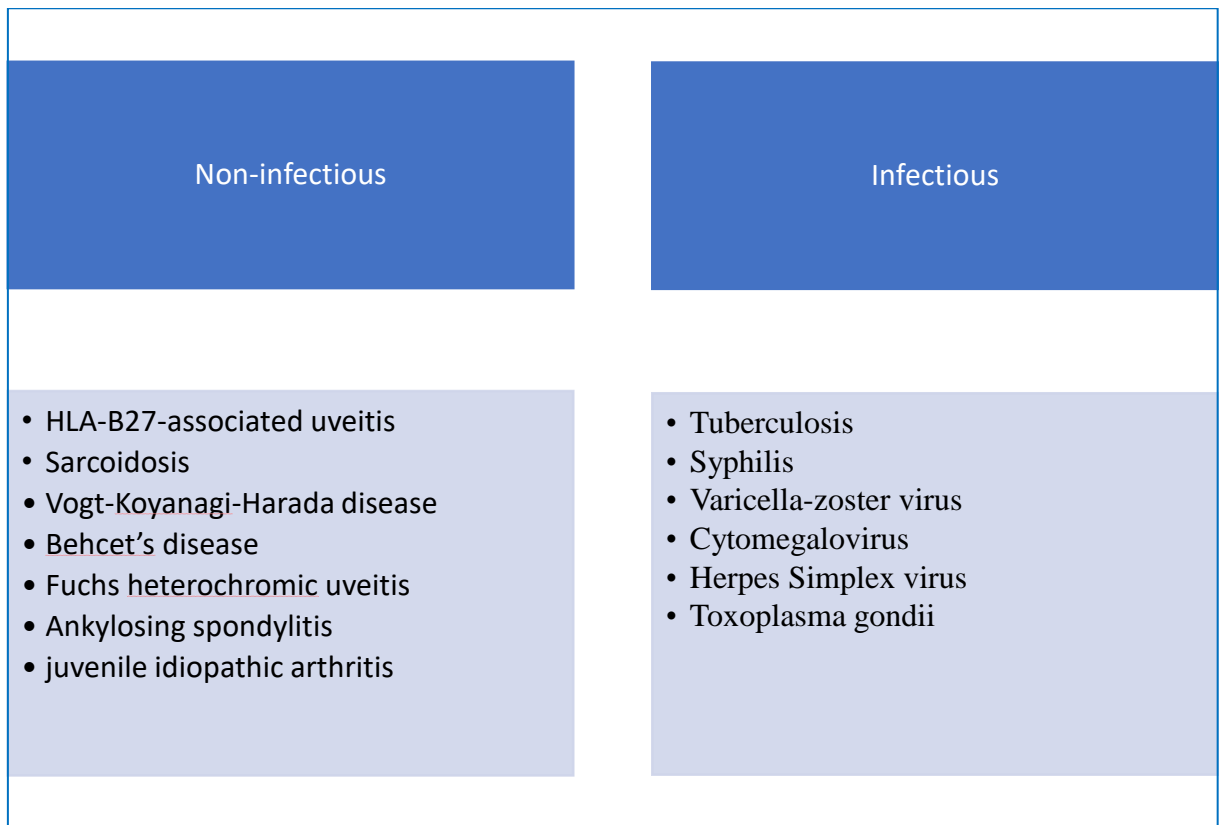 Non-infectious
Infectious
• HLA-B27-associated uveitis
• Sarcoidosis
• Vogt-Koyanagi-Harada disease
• Behcet’s disease
• Fuchs heterochromic uveitis
• Ankylosing spondylitis
• juvenile idiopathic arthritis
• Tuberculosis
• Syphilis
• Varicella-zoster virus
• Cytomegalovirus
• Herpes Simplex virus
• Toxoplasma gondii